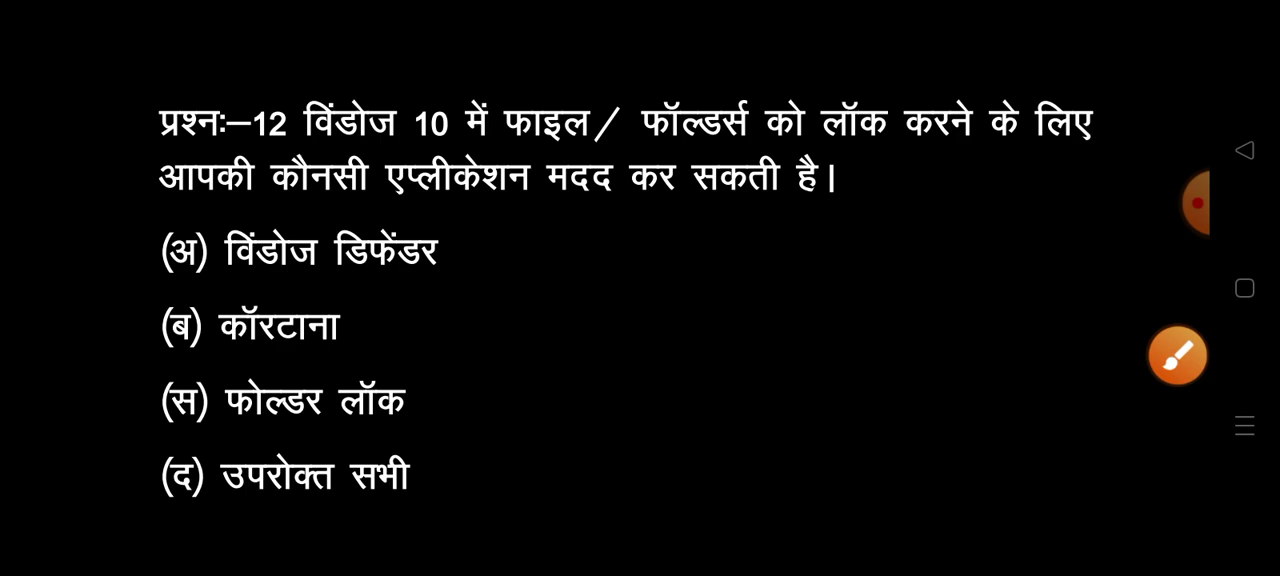 प्रश्नः–12 विंडोज 10 में फाइल/ फॉल्डर्स को लॉक करने के लिए
आपकी कौनसी एप्लीकेशन मदद कर सकती है।
(अ) विंडोज डिफेंडर
(ब) कॉरटाना
(स) फोल्डर लॉक
(द) उपरोक्त सभी